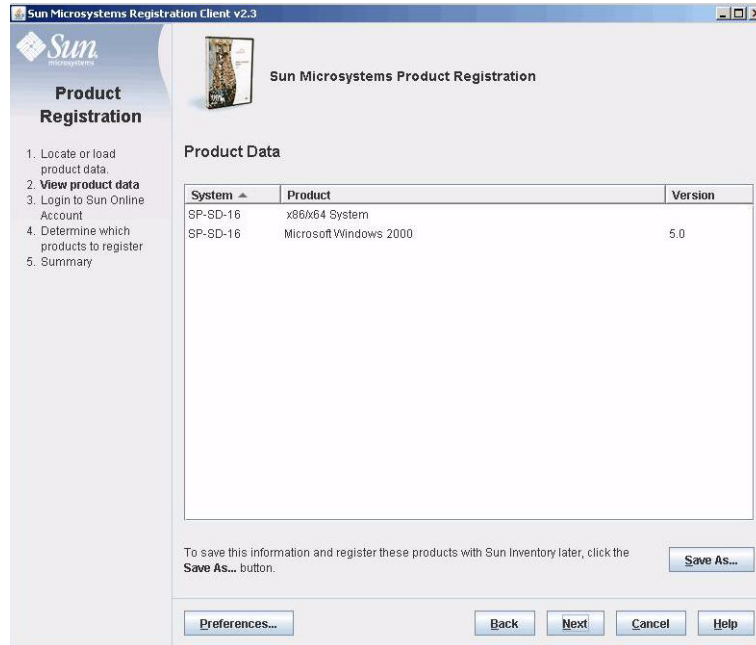 Sun Microsystems Registration Client v2.3
Sun
microsystems
Product
Registration
1. Locate or load
product data.
2. View product data
3. Login to Sun Online
Account
4. Determine which
products to register
5. Summary
Sun Microsystems Product Registration
Product Data
System Product Version
SP-SD-16 x86/x64 System
SP-SD-16 Microsoft Windows 2000 5.0
To save this information and register these products with Sun Inventory later, click the
Save As... button.
Save As...
Preferences...
Back
Next
Cancel
Help